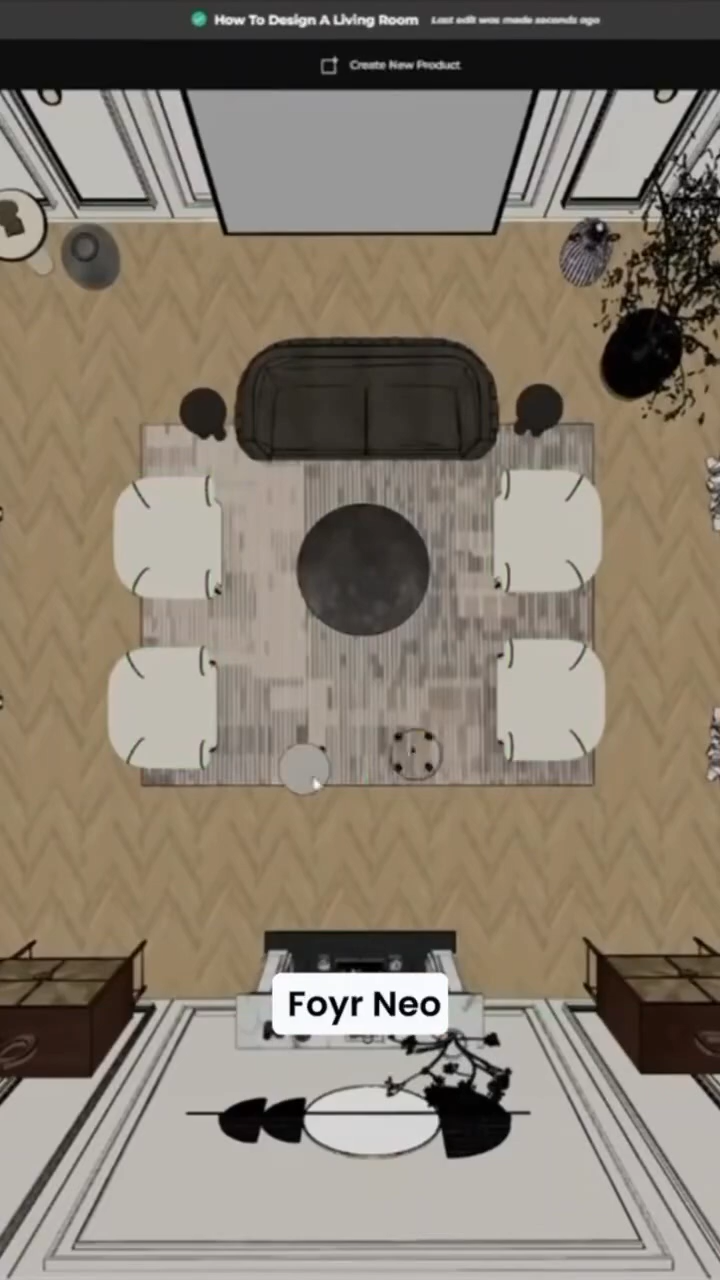 How To Design A Living Room Last edit was made seconds ago
Create New Product
Foyr Neo